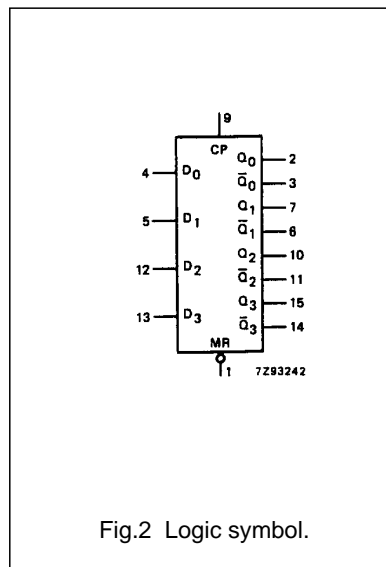 9
CP
4 D₀ Q₀ 2
Q̅₀ 3
5 D₁ Q₁ 7
Q̅₁ 6
12 D₂ Q₂ 10
Q̅₂ 11
13 D₃ Q₃ 15
Q̅₃ 14
MR
1 7Z93242
Fig.2 Logic symbol.